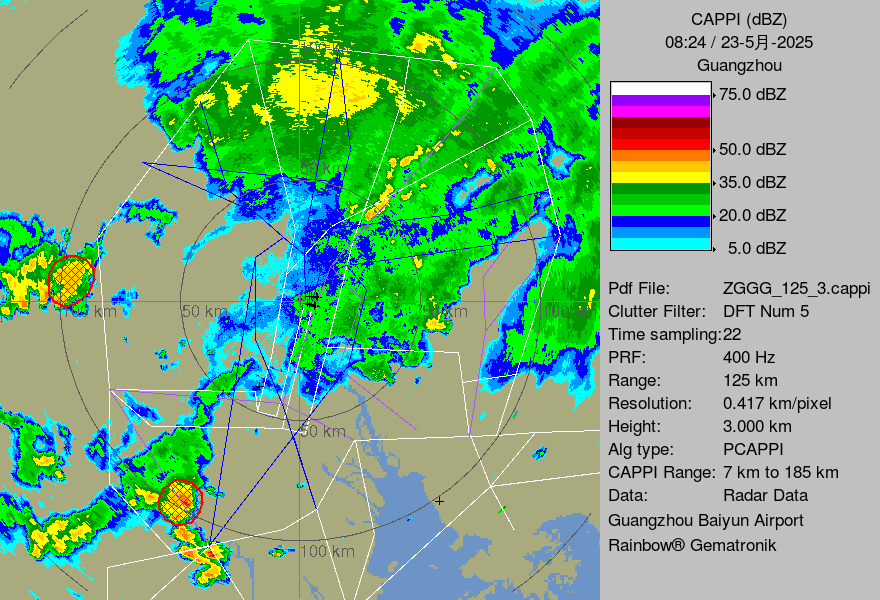 CAPPI (dBZ)
08:24 / 23-5月-2025
Guangzhou
75.0 dBZ
50.0 dBZ
35.0 dBZ
20.0 dBZ
5.0 dBZ
Pdf File: ZGGG_125_3.cappi
Clutter Filter: DFT Num 5
Time sampling:22
PRF: 400 Hz
Range: 125 km
Resolution: 0.417 km/pixel
Height: 3.000 km
Alg type: PCAPPI
CAPPI Range: 7 km to 185 km
Data: Radar Data
Guangzhou Baiyun Airport
Rainbow® Gematronik
100 km
50 km
100 km
50 km
50 km
100 km
50 km
100 km